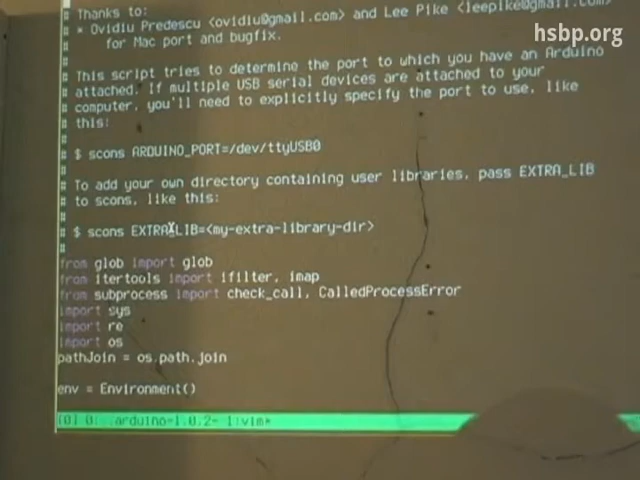 hsbp.org
# Thanks to:
# * Ovidiu Predescu <ovidiu@gmail.com> and Lee Pike <leepike@gmail.com>
#     for Mac port and bugfix.
#
# This script tries to determine the port to which you have an Arduino
# attached. If multiple USB serial devices are attached to your
# computer, you'll need to explicitly specify the port to use, like
# this:
#
# $ scons ARDUINO_PORT=/dev/ttyUSB0
#
# To add your own directory containing user libraries, pass EXTRA_LIB
# to scons, like this:
#
# $ scons EXTRA_LIB=<my-extra-library-dir>
#
from glob import glob
from itertools import ifilter, imap
from subprocess import check_call, CalledProcessError
import sys
import re
import os
pathJoin = os.path.join
env = Environment()
[0] 0: arduino-1.0.2- 1:vim*